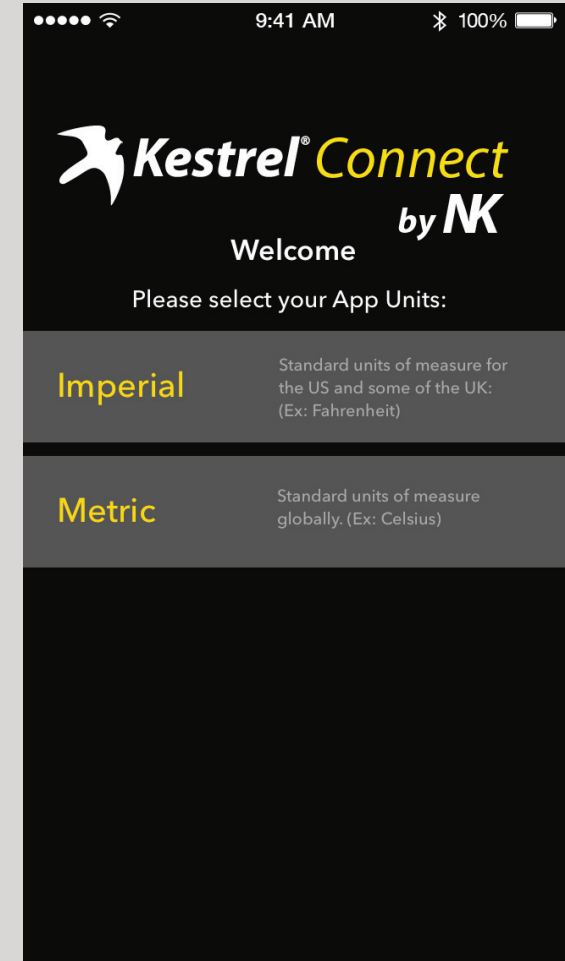 9:41 AM 100%
Kestrel® Connect
by NK
Welcome
Please select your App Units:
Imperial
Standard units of measure for
the US and some of the UK:
(Ex: Fahrenheit)
Metric
Standard units of measure
globally. (Ex: Celsius)